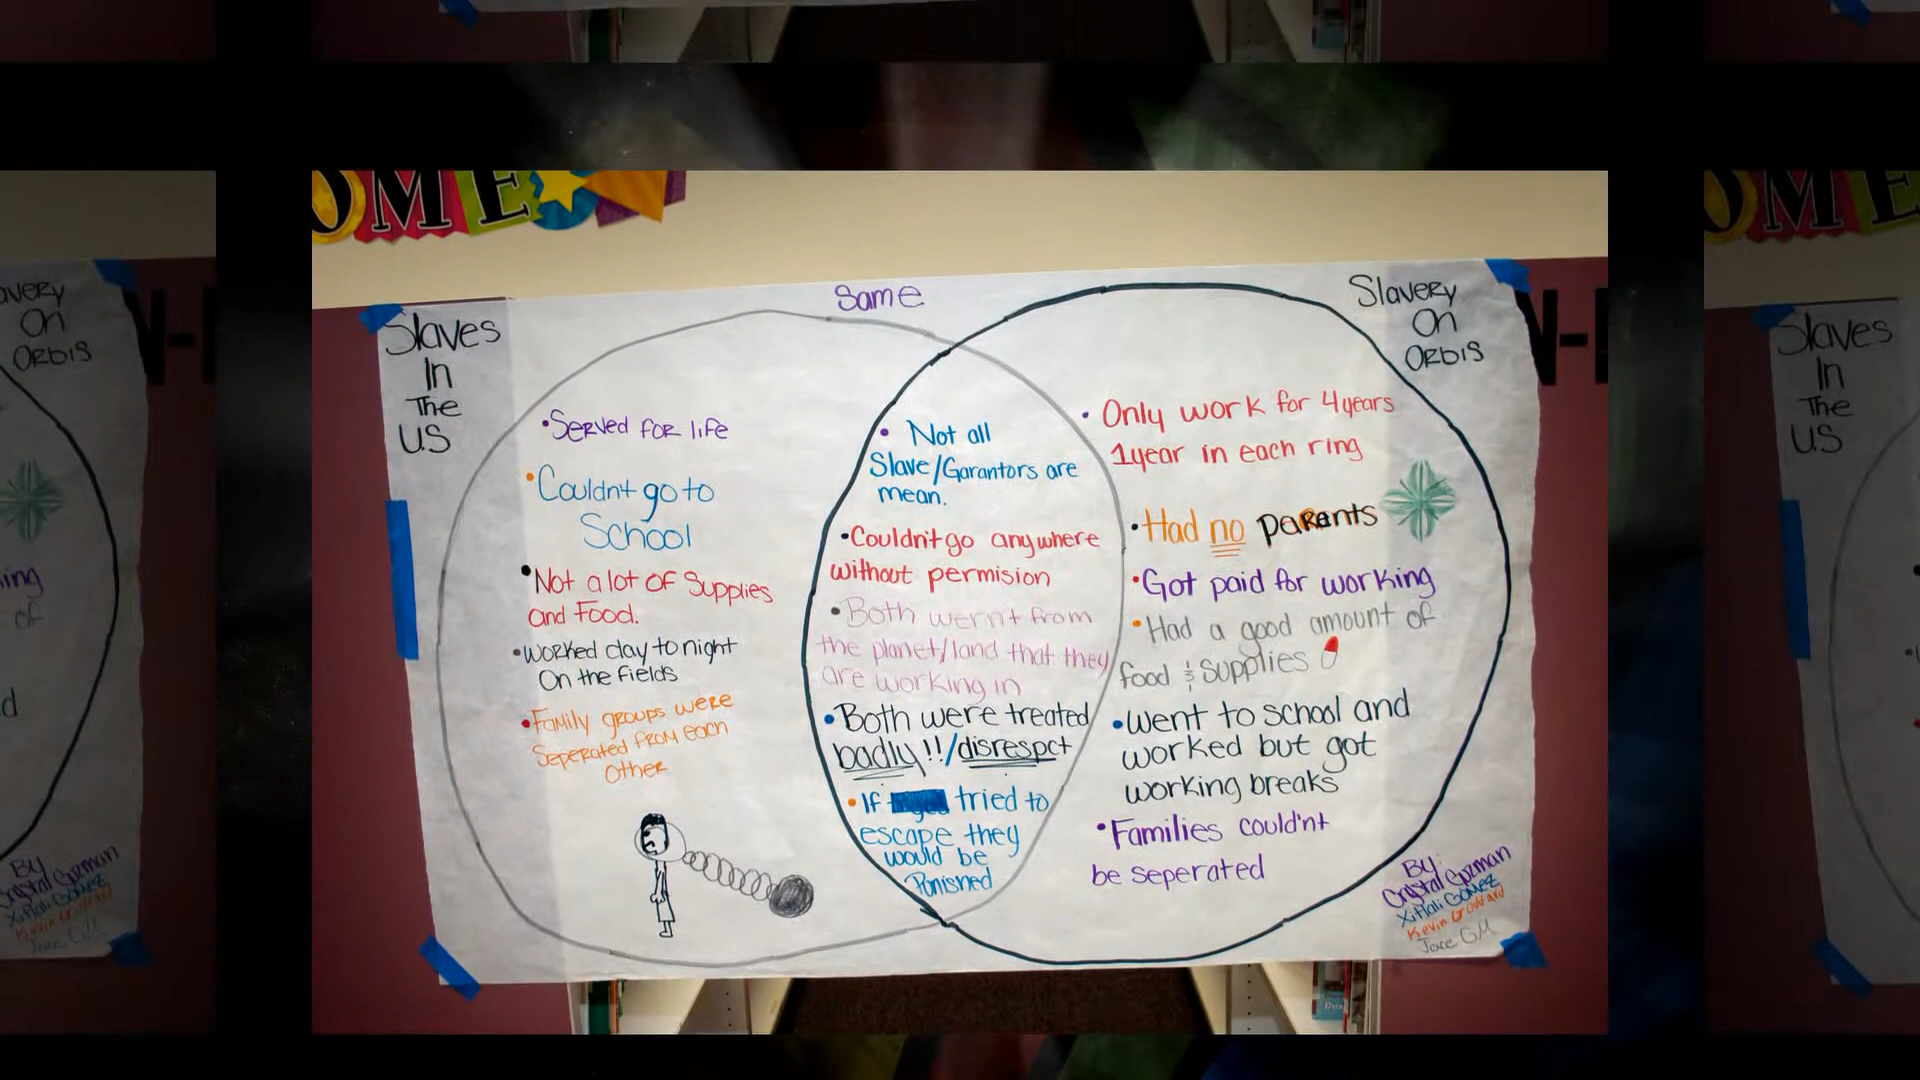 OME
Same
Slaves
In
The
U.S
• Served for life
• Couldn't go to
School
• Not a lot of Supplies
and Food.
• Worked day to night
On the fields
• Family groups were
Seperated from each
Other
• Not all
Slave/Garantors are
mean.
• Couldn't go anywhere
without permision
• Both wern't from
the planet/land that they
are working in
• Both were treated
badly!!/disrespct
• If tried to
escape they
would be
Ponished
Slavery
On
Orbis
• Only work for 4 years
1 year in each ring
• Had no parents
• Got paid for working
• Had a good amount of
food & Supplies
• went to school and
worked but got
working breaks
• Families could'nt
be seperated
By:
Crystal Guzman
Xitlali Gomez
Kevin Goddard
Jace GM